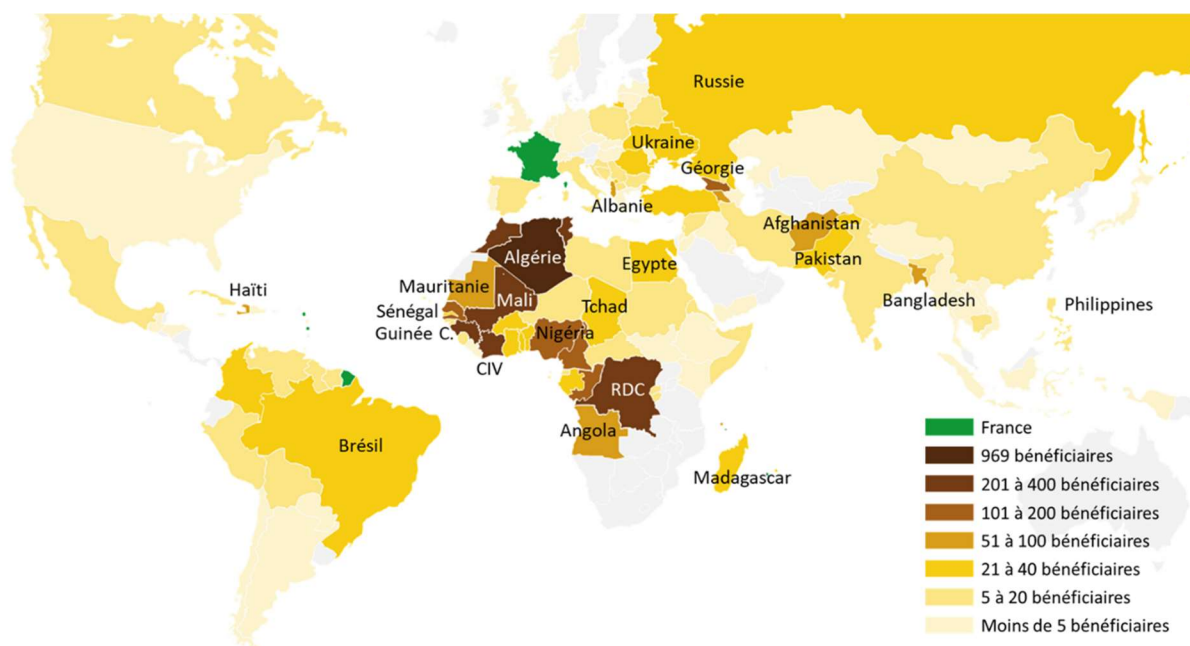 Russie
Ukraine
Géorgie
Albanie
Afghanistan
Algérie
Egypte
Pakistan
Mauritanie
Haïti
Mali
Tchad
Bangladesh
Philippines
Sénégal
Guinée C.
Nigéria
CIV
RDC
Angola
Brésil
Madagascar
France
969 bénéficiaires
201 à 400 bénéficiaires
101 à 200 bénéficiaires
51 à 100 bénéficiaires
21 à 40 bénéficiaires
5 à 20 bénéficiaires
Moins de 5 bénéficiaires